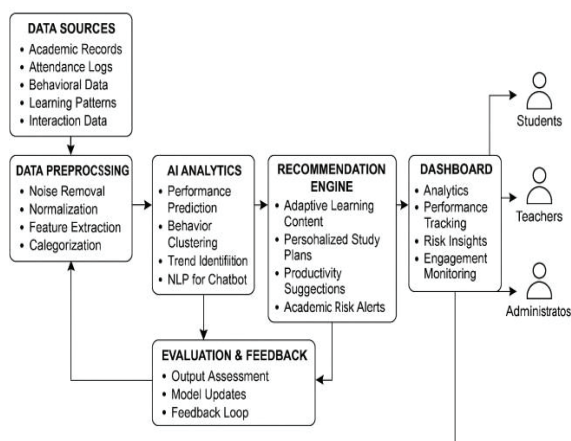 DATA SOURCES
• Academic Records
• Attendance Logs
• Behavioral Data
• Learning Patterns
• Interaction Data
DATA PREPROCSSING
• Noise Removal
• Normalization
• Feature Extraction
• Calegorization
AI ANALYTICS
• Performance
Prediction
• Behavior
Clustering
• Trend Identifiition
• NLP for Chatbot
RECOMMENDATION
ENGINE
• Adaptive Learning
Content
• Personalized Study
Plans
• Productivity
Suggestions
• Academic Risk Alerts
DASHBOARD
• Analytics
• Performance
Tracking
• Risk Insights
• Engagement
Monitoring
Students
Teachers
Administratos
EVALUATION & FEEDBACK
• Output Assessment
• Model Updates
• Feedback Loop